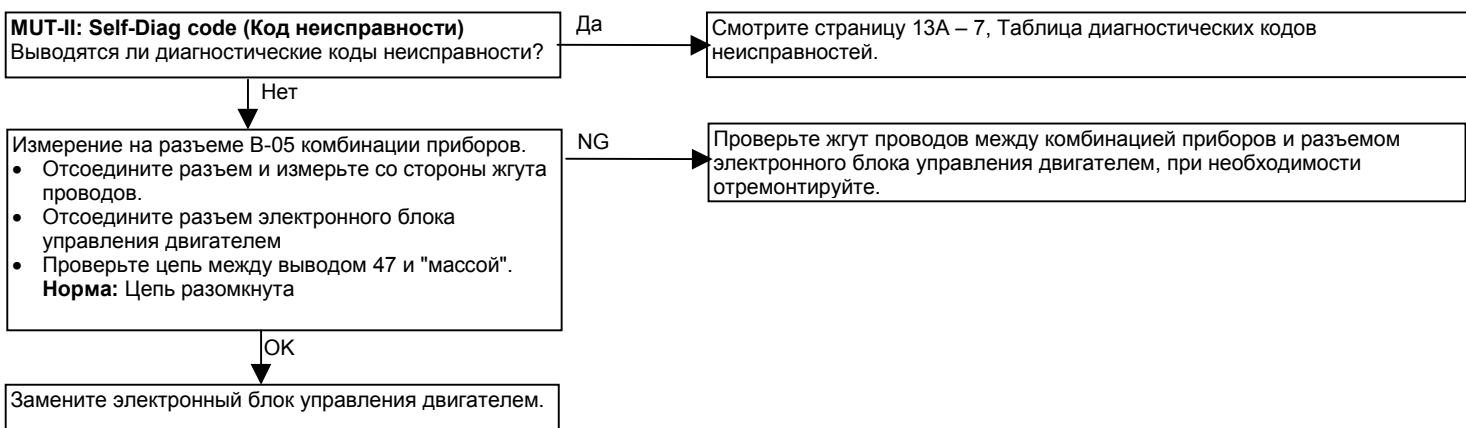 MUT-II: Self-Diag code (Код неисправности)
Выводятся ли диагностические коды неисправности?
Да
Смотрите страницу 13A – 7, Таблица диагностических кодов
неисправностей.
Нет
Измерение на разъеме B-05 комбинации приборов.
• Отсоедините разъем и измерьте со стороны жгута
проводов.
• Отсоедините разъем электронного блока
управления двигателем
• Проверьте цепь между выводом 47 и "массой".
Норма: Цепь разомкнута
NG
Проверьте жгут проводов между комбинацией приборов и разъемом
электронного блока управления двигателем, при необходимости
отремонтируйте.
OK
Замените электронный блок управления двигателем.